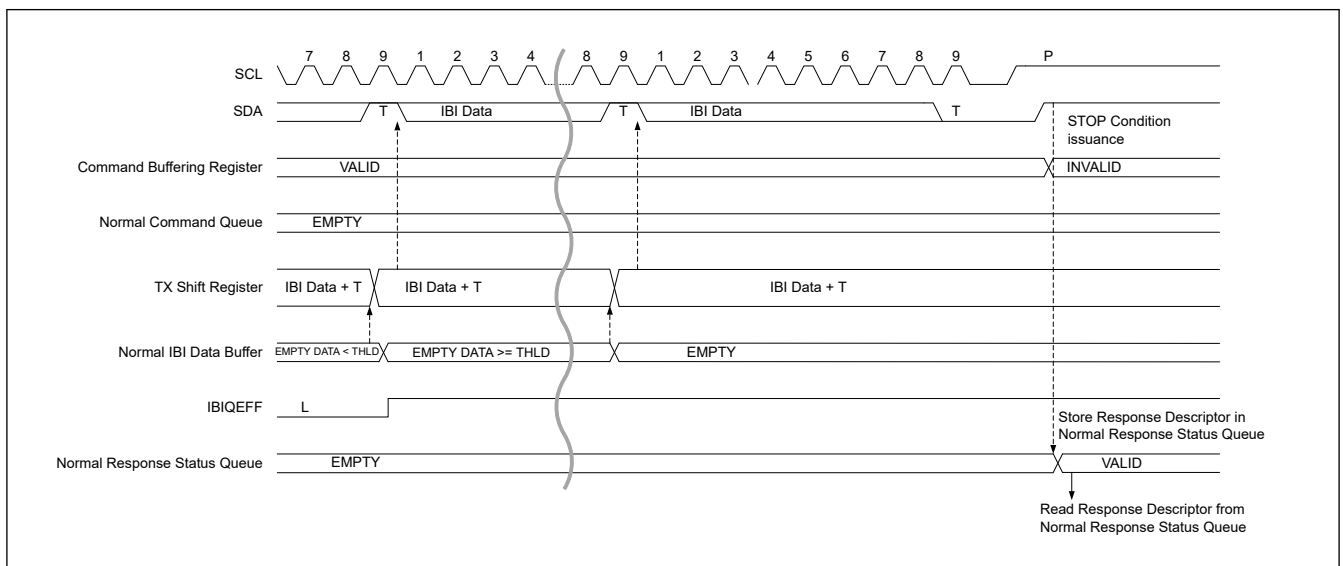 7 8 9 1 2 3 4 8 9 1 2 3 4 5 6 7 8 9 P
SCL
SDA T IBI Data T IBI Data T
STOP Condition
issuance
Command Buffering Register VALID INVALID
Normal Command Queue EMPTY
TX Shift Register IBI Data + T IBI Data + T IBI Data + T
Normal IBI Data Buffer EMPTY DATA < THLD EMPTY DATA >= THLD EMPTY
IBIQEFF L
Store Response Descriptor in
Normal Response Status Queue
Normal Response Status Queue EMPTY VALID
Read Response Descriptor from
Normal Response Status Queue